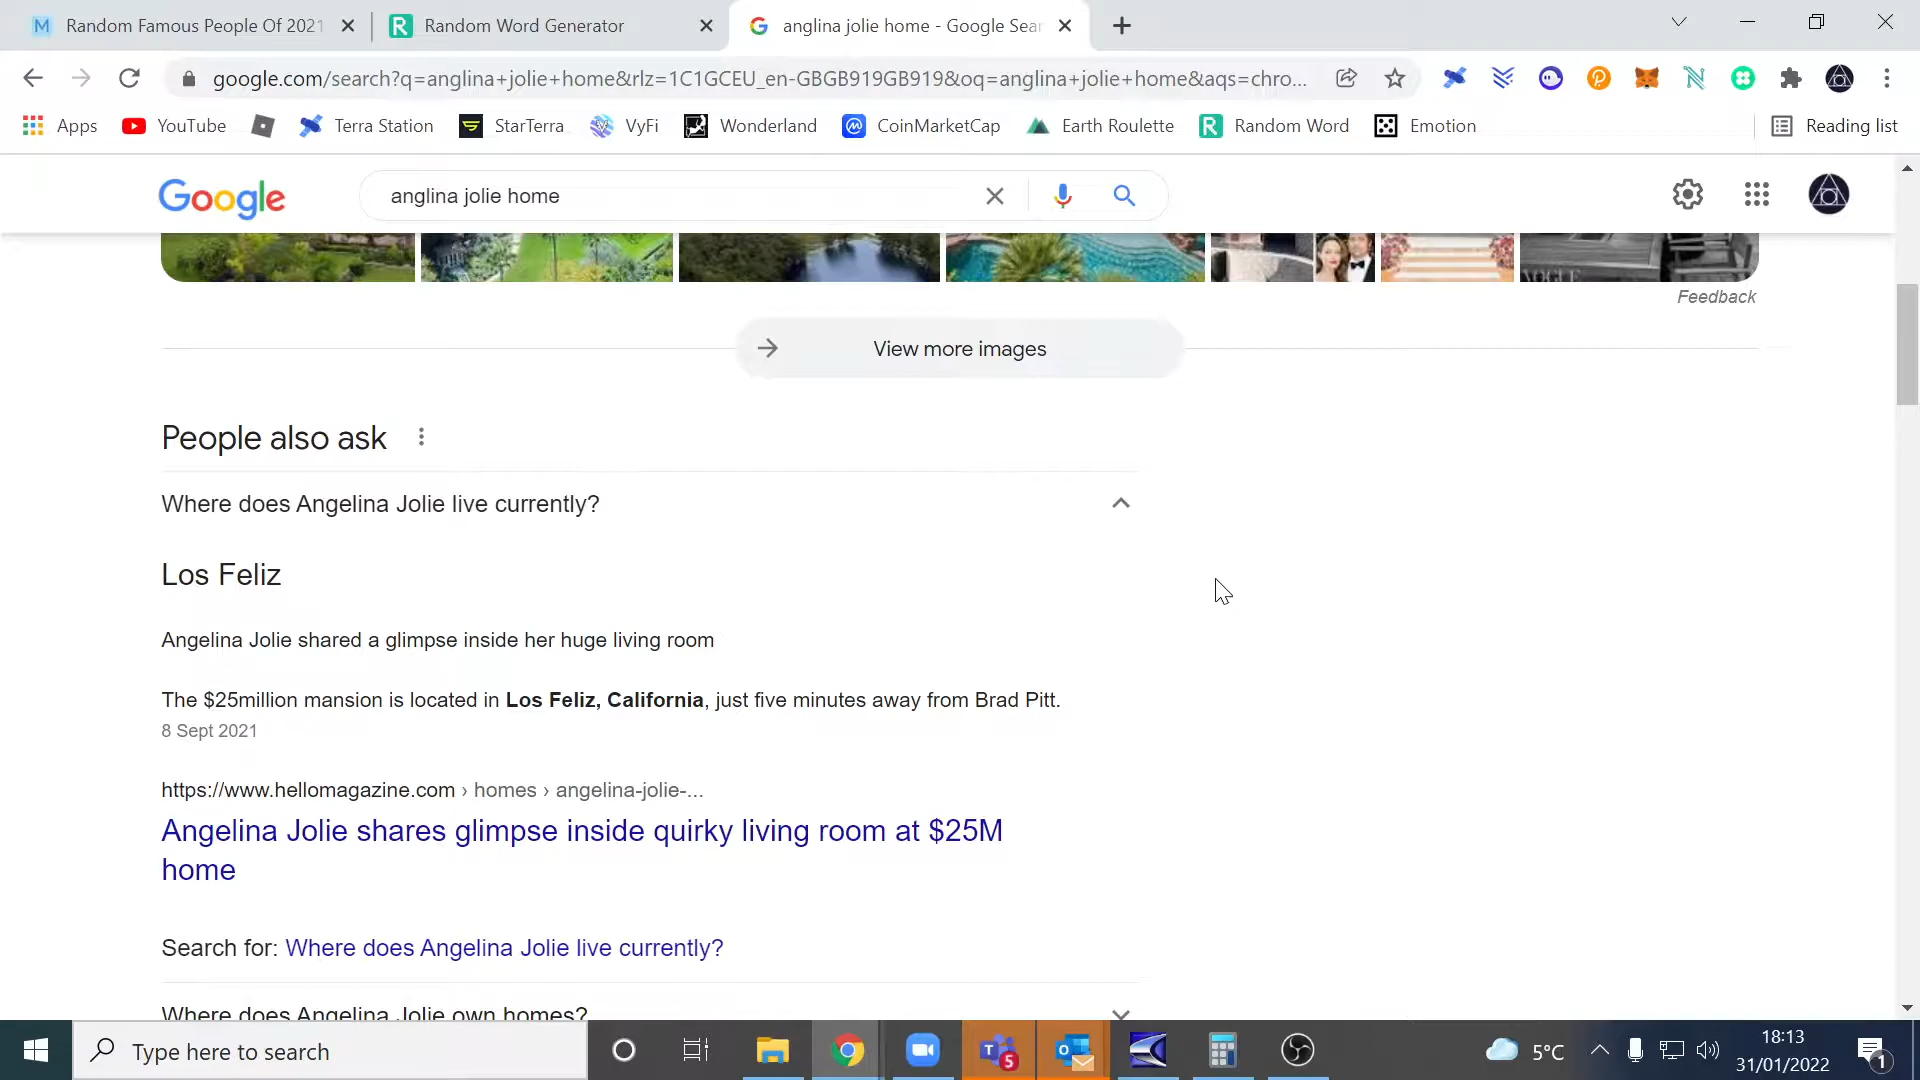 Random Famous People Of 2021
Random Word Generator
anglina jolie home - Google Sear
google.com/search?q=anglina+jolie+home&rlz=1C1GCEU_en-GBGB919GB919&oq=anglina+jolie+home&aqs=chro...
Apps
YouTube
Terra Station
StarTerra
VyFi
Wonderland
CoinMarketCap
Earth Roulette
Random Word
Emotion
Reading list
Google
anglina jolie home
VOGUE
Feedback
View more images
People also ask
Where does Angelina Jolie live currently?
Los Feliz
Angelina Jolie shared a glimpse inside her huge living room
The $25million mansion is located in Los Feliz, California, just five minutes away from Brad Pitt.
8 Sept 2021
https://www.hellomagazine.com › homes › angelina-jolie-...
Angelina Jolie shares glimpse inside quirky living room at $25M
home
Search for: Where does Angelina Jolie live currently?
Where does Angelina Jolie own homes?
Type here to search
5
5°C
18:13
31/01/2022
1